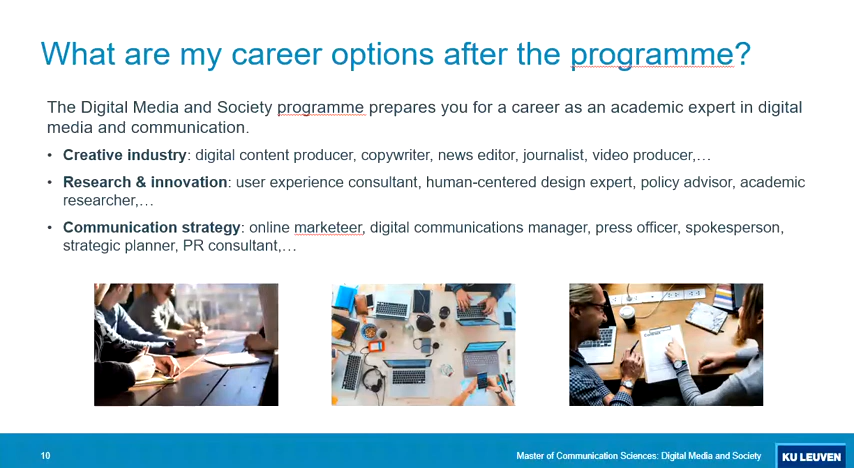 What are my career options after the programme?
The Digital Media and Society programme prepares you for a career as an academic expert in digital
media and communication.
• Creative industry: digital content producer, copywriter, news editor, journalist, video producer,…
• Research & innovation: user experience consultant, human-centered design expert, policy advisor, academic
researcher,…
• Communication strategy: online marketeer, digital communications manager, press officer, spokesperson,
strategic planner, PR consultant,…
10
Master of Communication Sciences: Digital Media and Society
KU LEUVEN